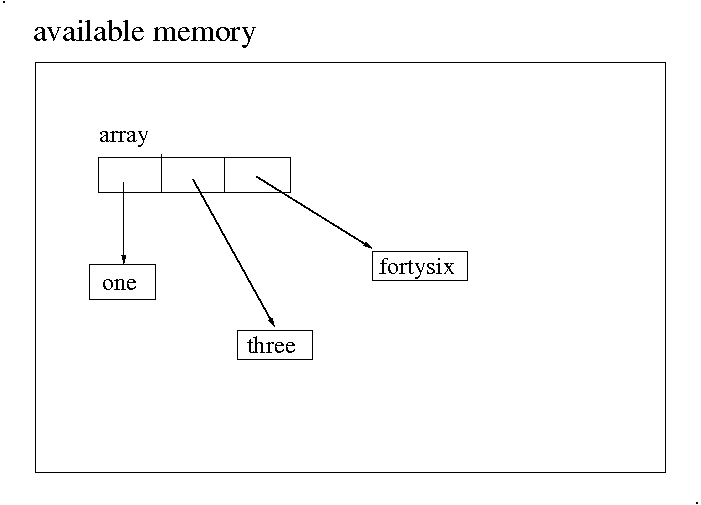 available memory
array
one
fortysix
three